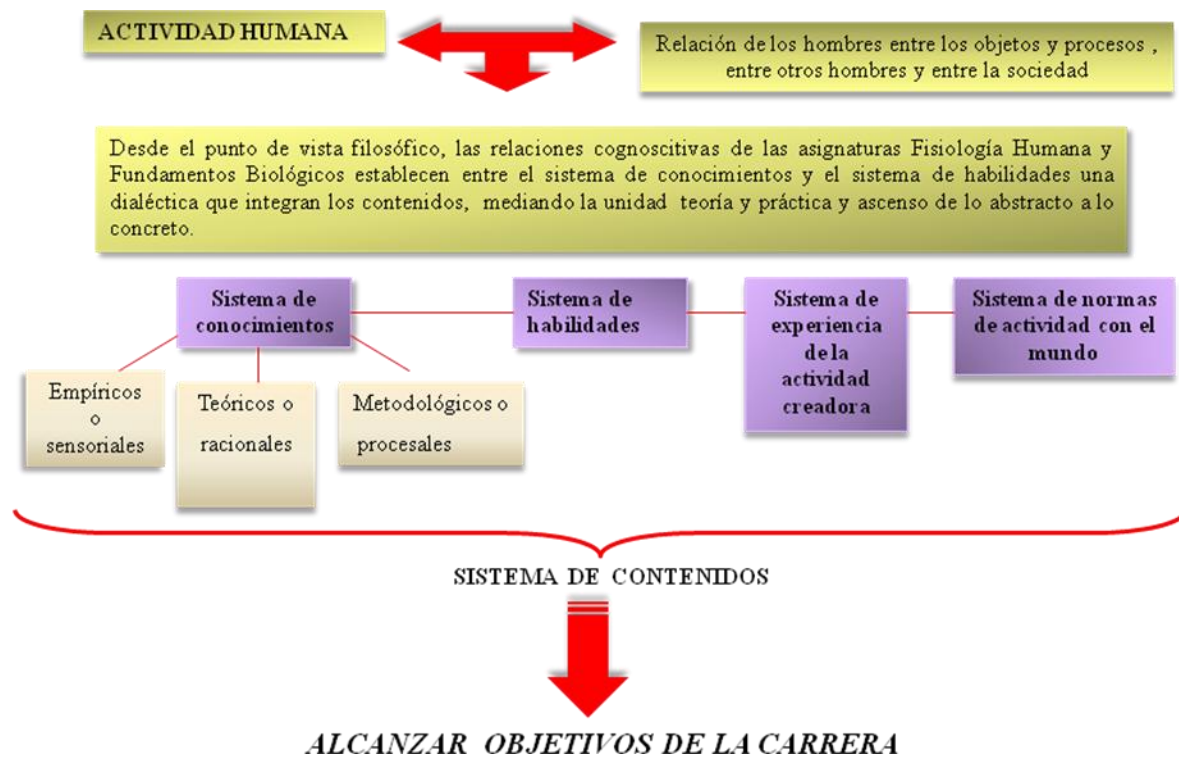 ACTIVIDAD HUMANA
Relación de los hombres entre los objetos y procesos ,
entre otros hombres y entre la sociedad
Desde el punto de vista filosófico, las relaciones cognoscitivas de las asignaturas Fisiología Humana y
Fundamentos Biológicos establecen entre el sistema de conocimientos y el sistema de habilidades una
dialéctica que integran los contenidos, mediando la unidad teoría y práctica y ascenso de lo abstracto a lo
concreto.
Sistema de
conocimientos
Sistema de
habilidades
Sistema de
experiencia
de la
actividad
creadora
Sistema de normas
de actividad con el
mundo
Empíricos
o
sensoriales
Teóricos o
racionales
Metodológicos o
procesales
SISTEMA DE CONTENIDOS
ALCANZAR OBJETIVOS DE LA CARRERA